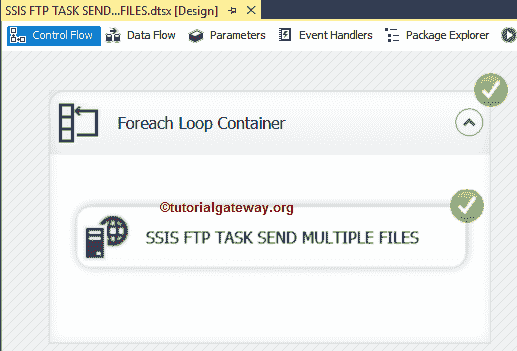 SSIS FTP TASK SEND...FILES.dtsx [Design]
Control Flow Data Flow Parameters Event Handlers Package Explorer
Foreach Loop Container
©tutorialgateway.org
SSIS FTP TASK SEND MULTIPLE FILES